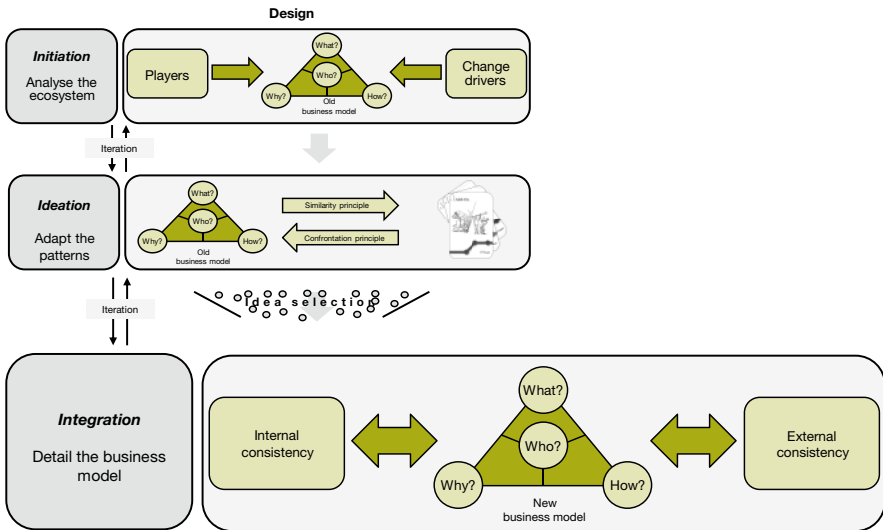 Design
Initiation
Analyse the
ecosystem
Players
What?
Who?
Why?
How?
Old
business model
Change
drivers
Iteration
Ideation
Adapt the
patterns
What?
Who?
Why?
How?
Old
business model
Similarity principle
Confrontation principle
Iteration
Idea selection
Integration
Detail the business
model
Internal
consistency
What?
Who?
Why?
How?
New
business model
External
consistency